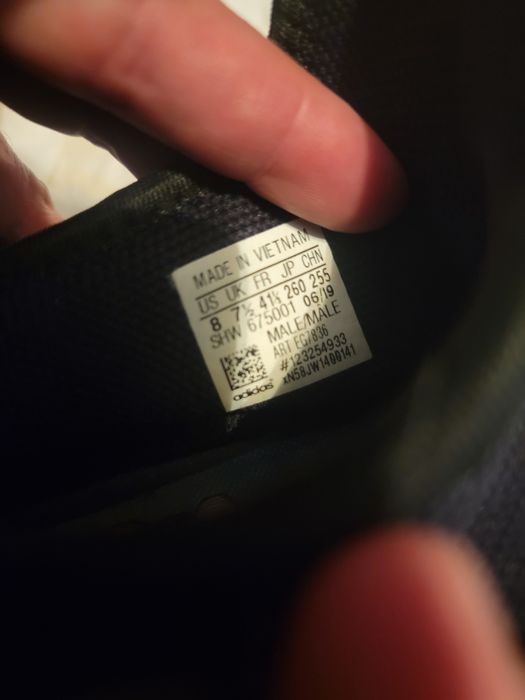 MADE IN VIETNAM
US UK FR JP CHN
8 7½ 41⅓ 260 255
SHW 675001 06/19
MALE/MALE
ART EG7836
#123254933
xN58JW1400141
adidas